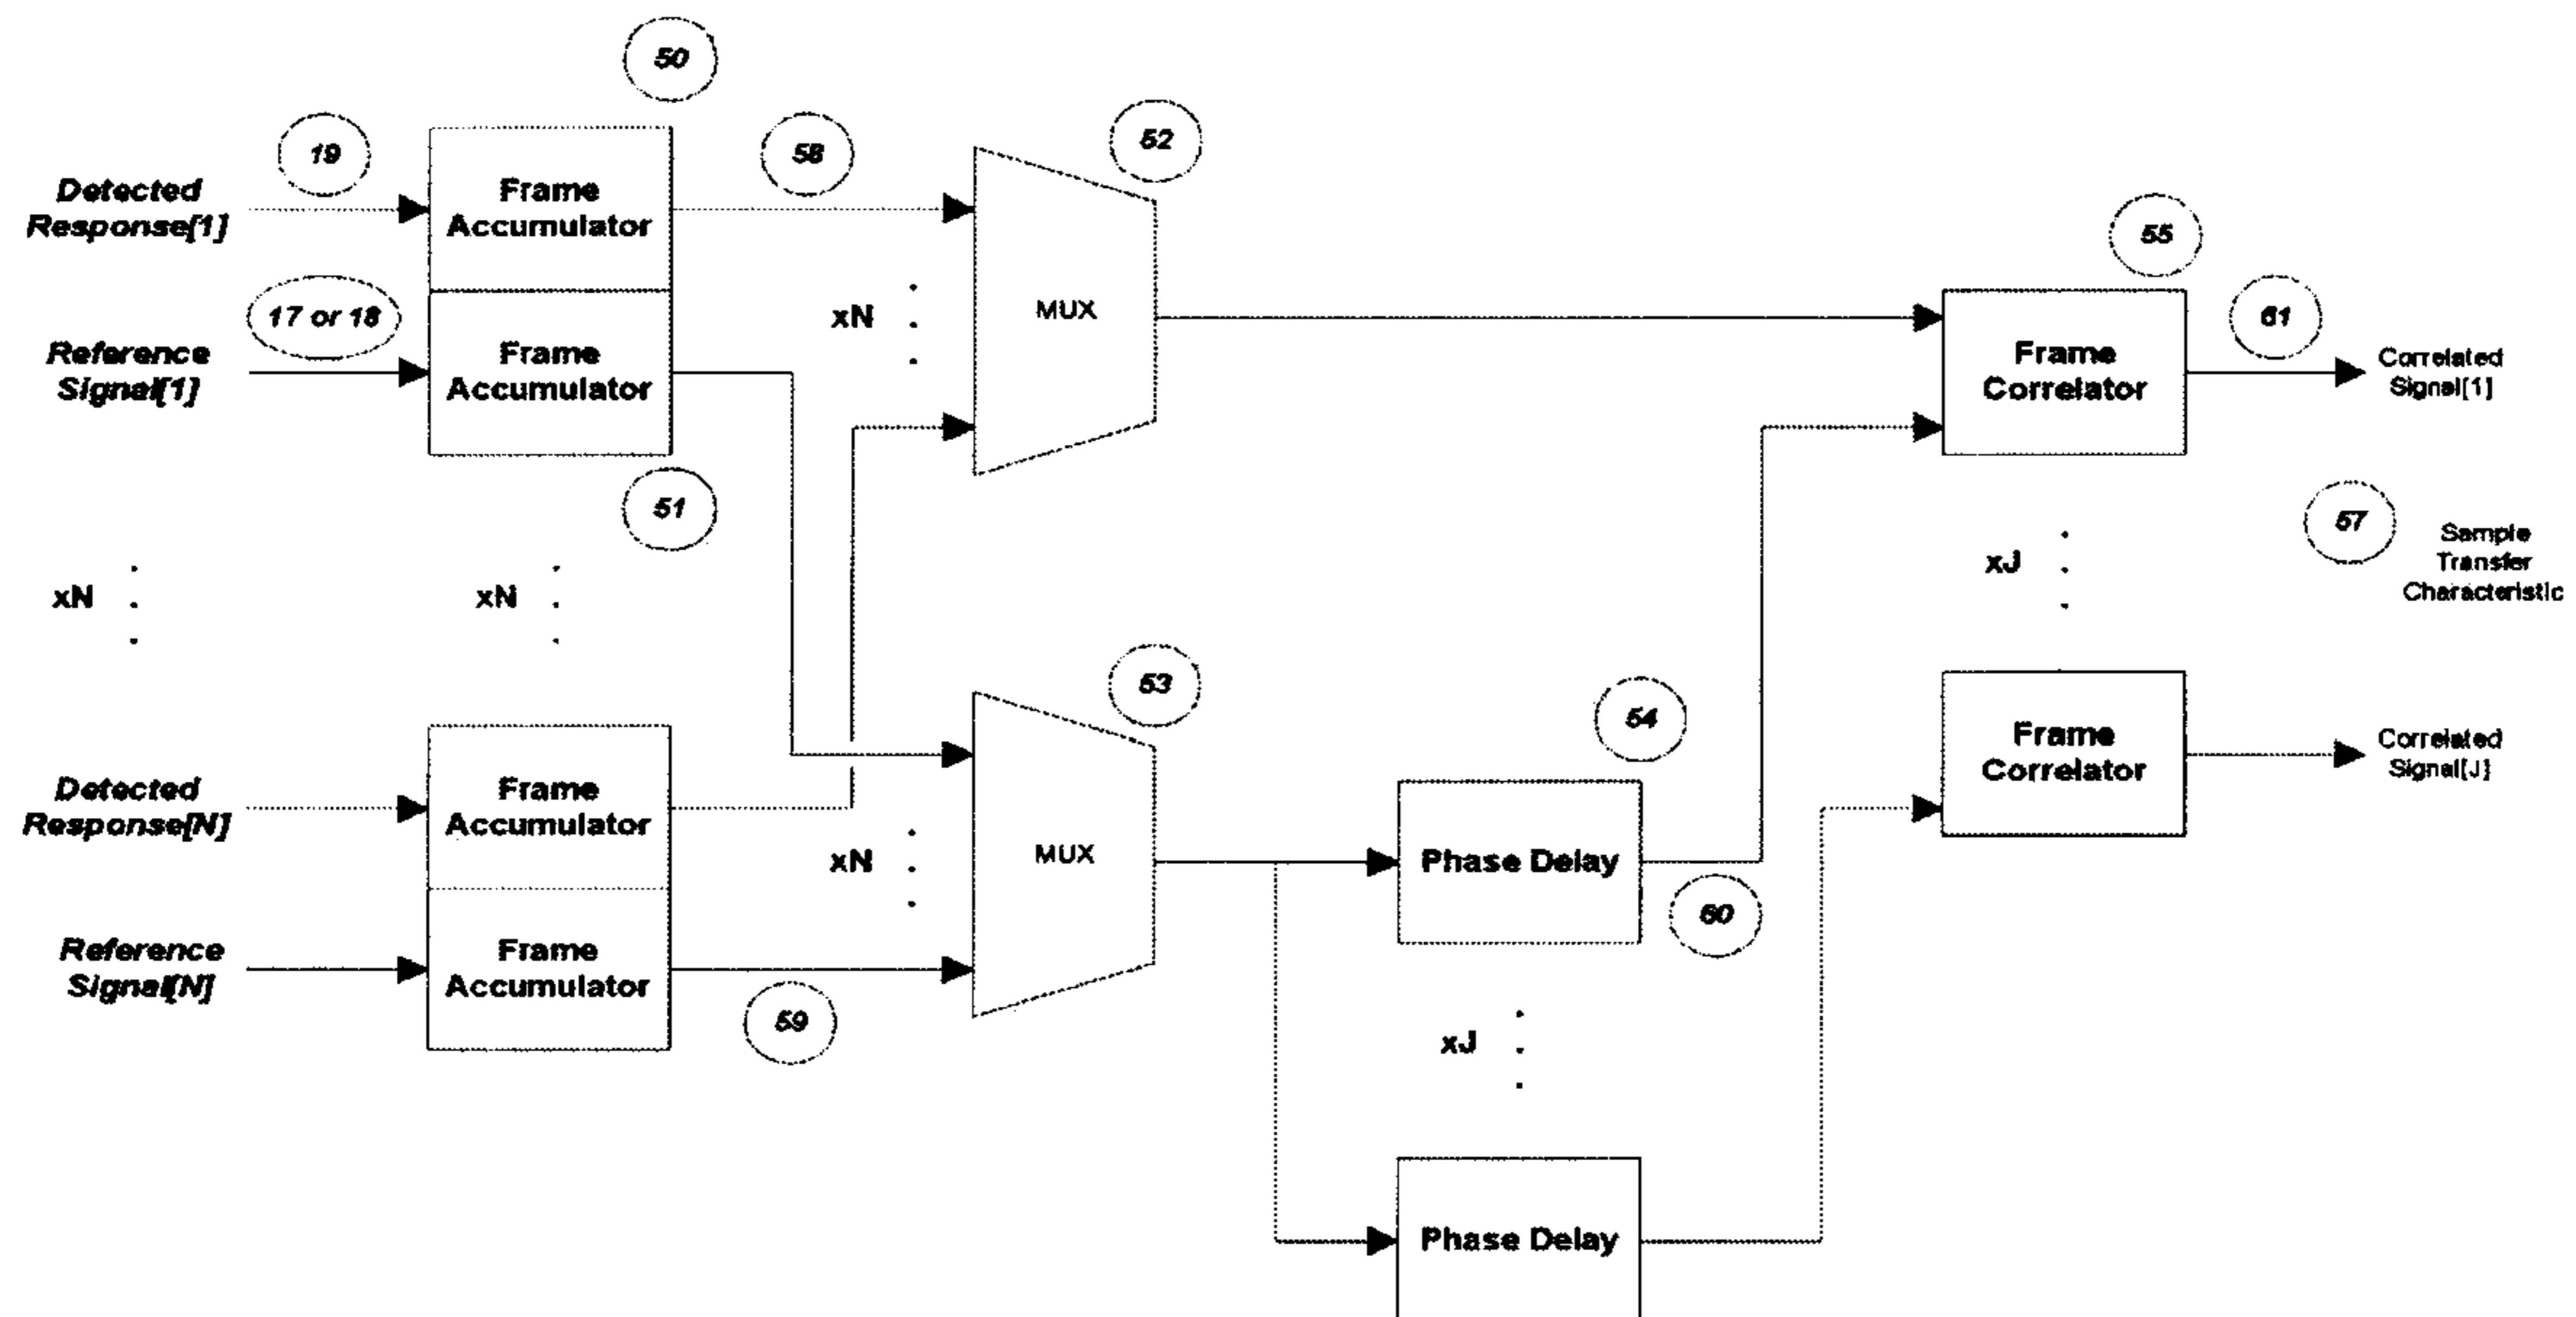 50
19
58
52
Detected
Response[1]
Frame
Accumulator
55
17 or 18
Reference
Signal[1]
Frame
Accumulator
xN
MUX
Frame
Correlator
61
Correlated
Signal[1]
51
57
Sample
Transfer
Characteristic
xN
xN
xJ
53
54
Detected
Response[N]
Frame
Accumulator
xN
MUX
Phase Delay
60
Frame
Correlator
Correlated
Signal[J]
Reference
Signal[N]
Frame
Accumulator
59
xJ
Phase Delay